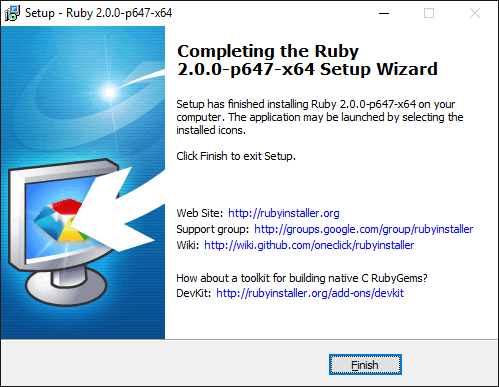 Setup - Ruby 2.0.0-p647-x64
Completing the Ruby
2.0.0-p647-x64 Setup Wizard
Setup has finished installing Ruby 2.0.0-p647-x64 on your
computer. The application may be launched by selecting the
installed icons.
Click Finish to exit Setup.
Web Site: http://rubyinstaller.org
Support group: http://groups.google.com/group/rubyinstaller
Wiki: http://wiki.github.com/oneclick/rubyinstaller
How about a toolkit for building native C RubyGems?
DevKit: http://rubyinstaller.org/add-ons/devkit
Finish